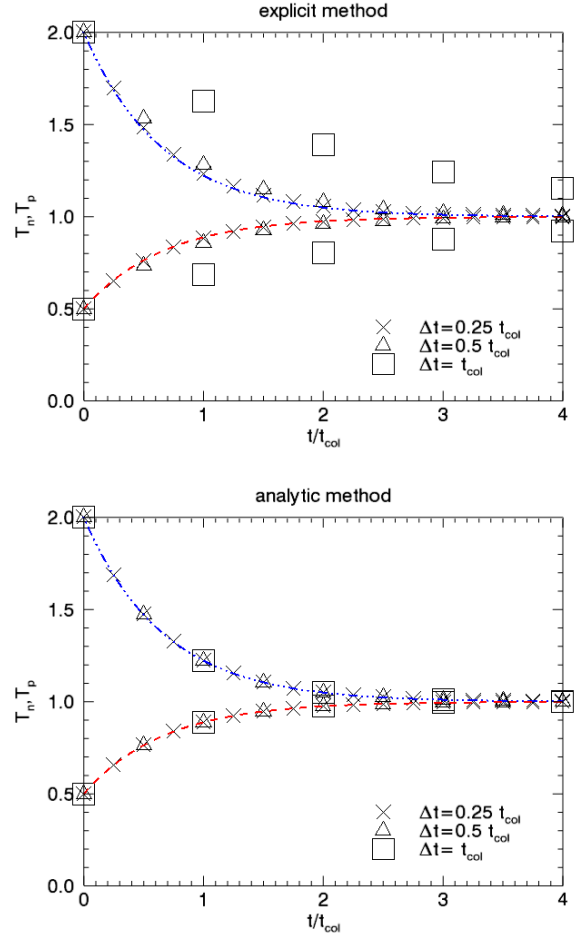 explicit method
2.0
1.5
1.0
0.5
0.0
T_n, T_p
Δt=0.25 t_col
Δt=0.5 t_col
Δt= t_col
0 1 2 3 4
t/t_col
analytic method
2.0
1.5
1.0
0.5
0.0
T_n, T_p
Δt=0.25 t_col
Δt=0.5 t_col
Δt= t_col
0 1 2 3 4
t/t_col